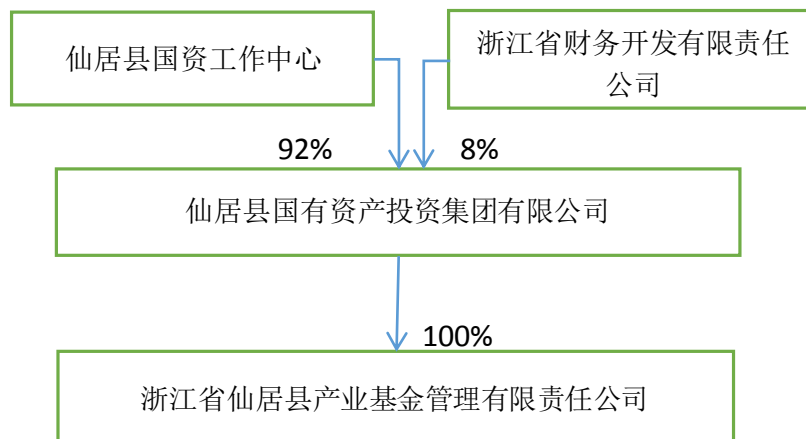 仙居县国资工作中心
浙江省财务开发有限责任
公司
92%
8%
仙居县国有资产投资集团有限公司
100%
浙江省仙居县产业基金管理有限责任公司